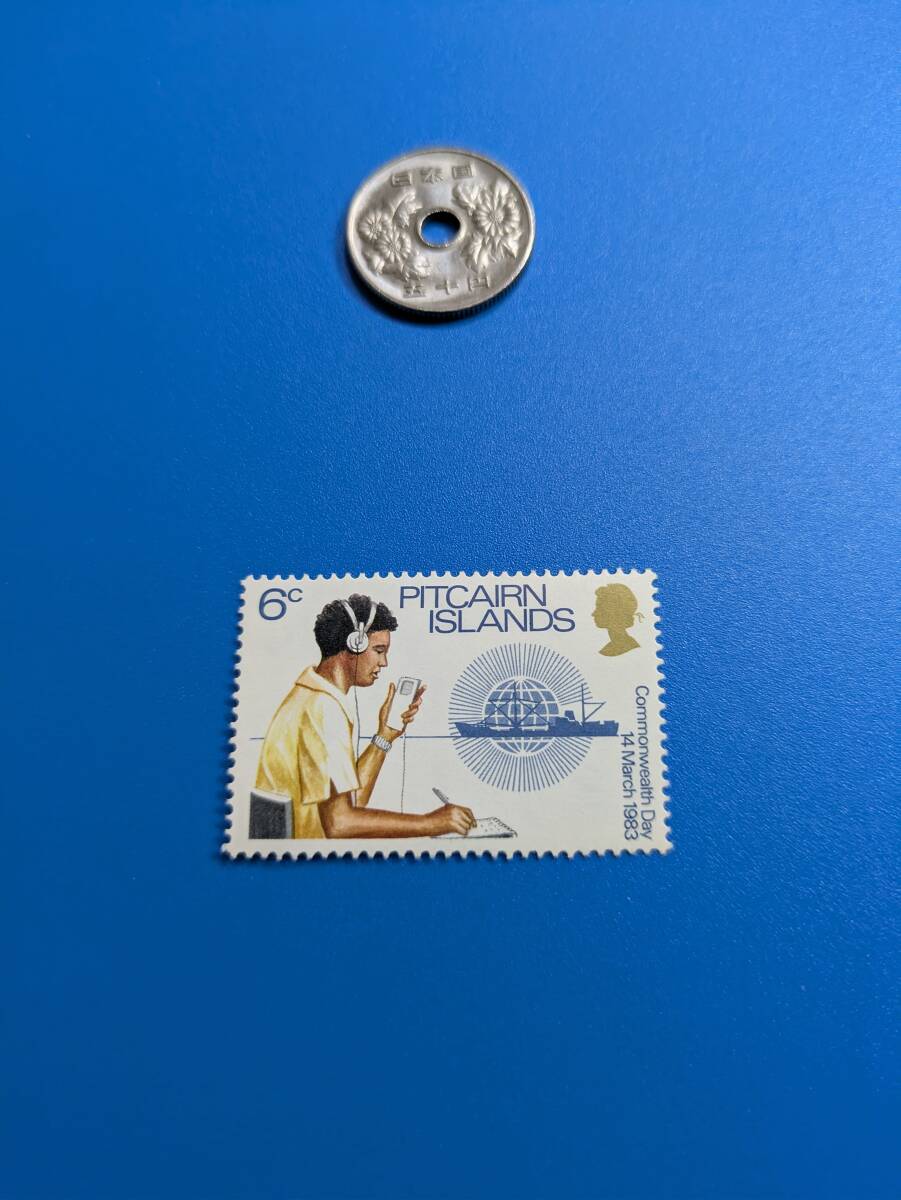 日本国
五十円
6c
PITCAIRN
ISLANDS
Commonwealth Day
14 March 1983